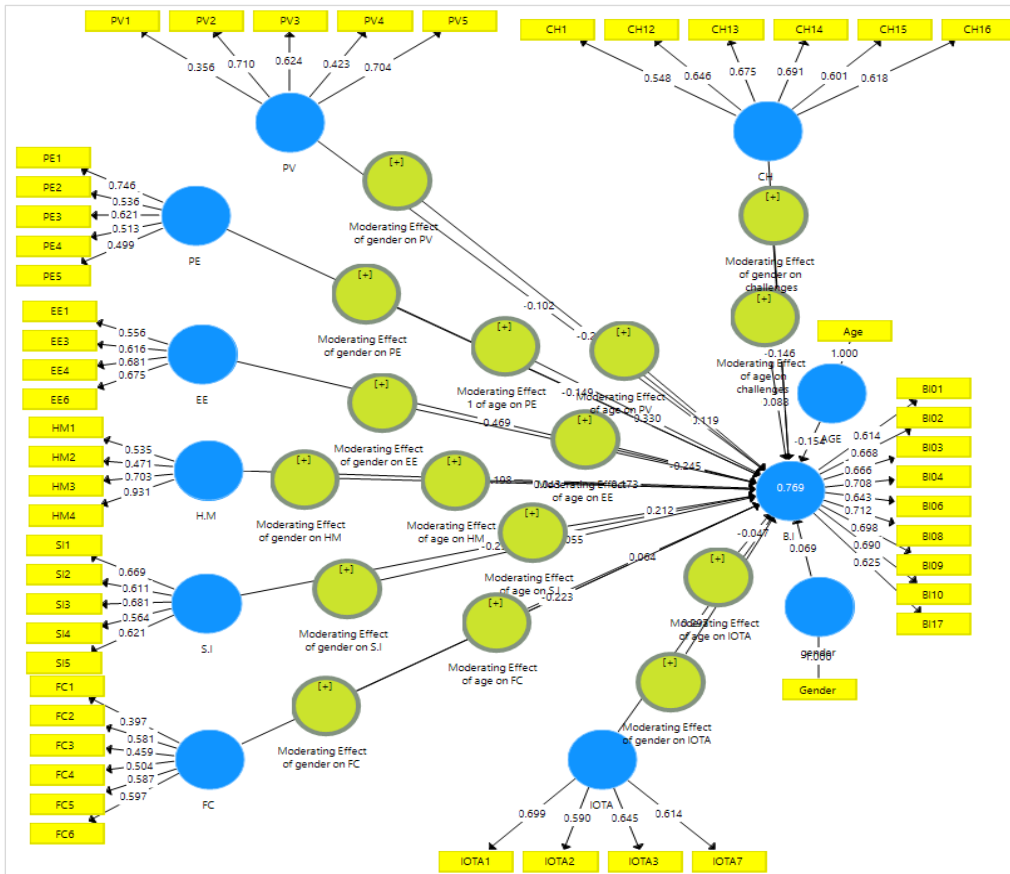 PV1
PV2
PV3
PV4
PV5
0.356
0.710
0.624
0.423
0.704
PV
CH1
CH12
CH13
CH14
CH15
CH16
0.548
0.646
0.675
0.691
0.601
0.618
CH
PE1
PE2
PE3
PE4
PE5
0.746
0.536
0.621
0.513
0.499
PE
[+]
Moderating Effect
of gender on PV
[+]
Moderating Effect
of gender on
challenges
[+]
Moderating Effect
of age on
challenges
-0.146
0.088
[+]
Moderating Effect
of gender on PE
[+]
Moderating Effect
1 of age on PE
[+]
Moderating Effect
of age on PV
-0.102
-0.149
0.330
0.119
Age
1.000
AGE
-0.154
EE1
EE3
EE4
EE6
0.556
0.616
0.681
0.675
EE
[+]
Moderating Effect
of gender on EE
0.469
[+]
Moderating Effect
of age on EE
-0.245
HM1
HM2
HM3
HM4
0.535
0.471
0.703
0.931
H.M
[+]
Moderating Effect
of gender on HM
[+]
Moderating Effect
of age on HM
0.769
B.I
BI01
BI02
BI03
BI04
BI06
BI08
BI09
BI10
BI17
0.614
0.668
0.666
0.708
0.643
0.712
0.698
0.690
0.625
SI1
SI2
SI3
SI4
SI5
0.669
0.611
0.681
0.564
0.621
S.I
[+]
Moderating Effect
of gender on S.I
[+]
Moderating Effect
of age on S.I
0.212
0.064
-0.223
-0.047
0.069
gender
1.000
Gender
FC1
FC2
FC3
FC4
FC5
FC6
0.397
0.581
0.459
0.504
0.587
0.597
FC
[+]
Moderating Effect
of gender on FC
[+]
Moderating Effect
of age on FC
[+]
Moderating Effect
of age on IOTA
[+]
Moderating Effect
of gender on IOTA
IOTA
0.699
0.590
0.645
0.614
IOTA1
IOTA2
IOTA3
IOTA7